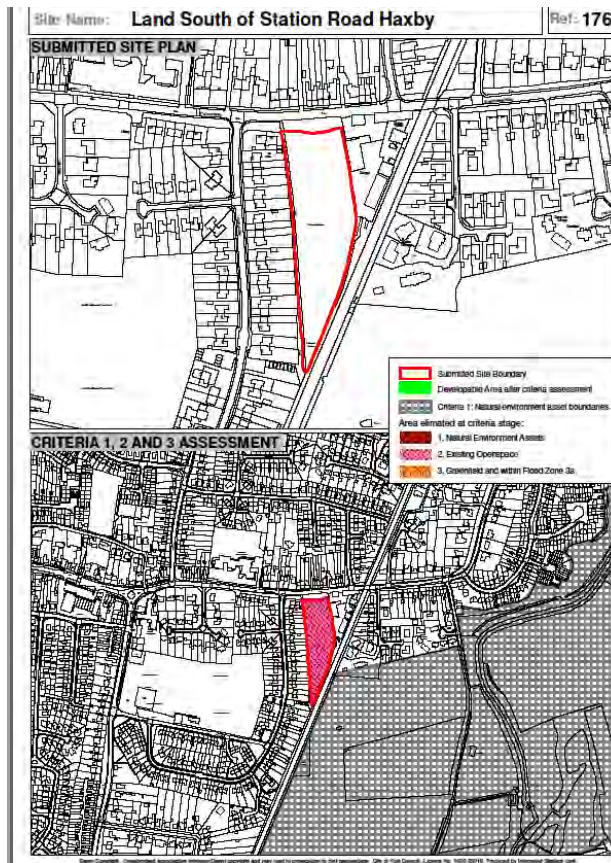 Site Name: Land South of Station Road Haxby
Ref: 176
SUBMITTED SITE PLAN
Submitted Site Boundary
Developable Area after criteria assessment
Criteria 1: Natural environment asset boundaries
Area elimated at criteria stage:
1, Natural Environment Assets
2, Existing Openspace
3, Greenfield and within Flood Zone 3a
CRITERIA 1, 2 AND 3 ASSESSMENT